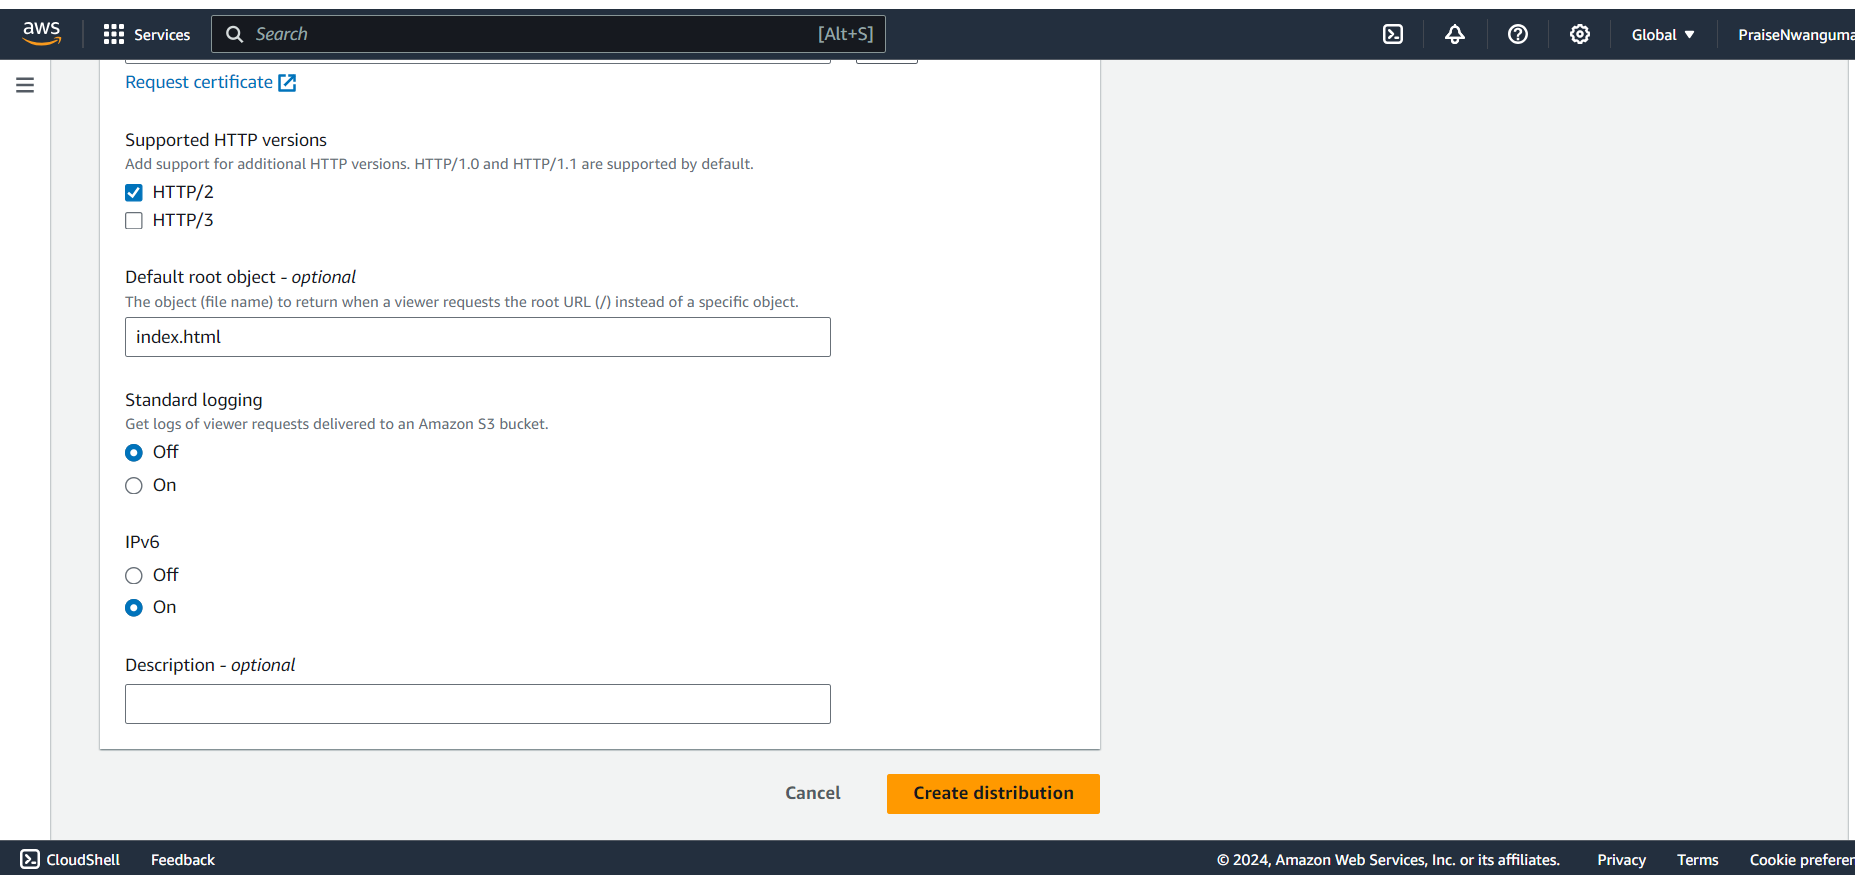 aws Services Search [Alt+S] Global PraiseNwanguma
Request certificate
Supported HTTP versions
Add support for additional HTTP versions. HTTP/1.0 and HTTP/1.1 are supported by default.
HTTP/2
HTTP/3
Default root object - optional
The object (file name) to return when a viewer requests the root URL (/) instead of a specific object.
index.html
Standard logging
Get logs of viewer requests delivered to an Amazon S3 bucket.
Off
On
IPv6
Off
On
Description - optional
Cancel Create distribution
CloudShell Feedback © 2024, Amazon Web Services, Inc. or its affiliates. Privacy Terms Cookie preferen